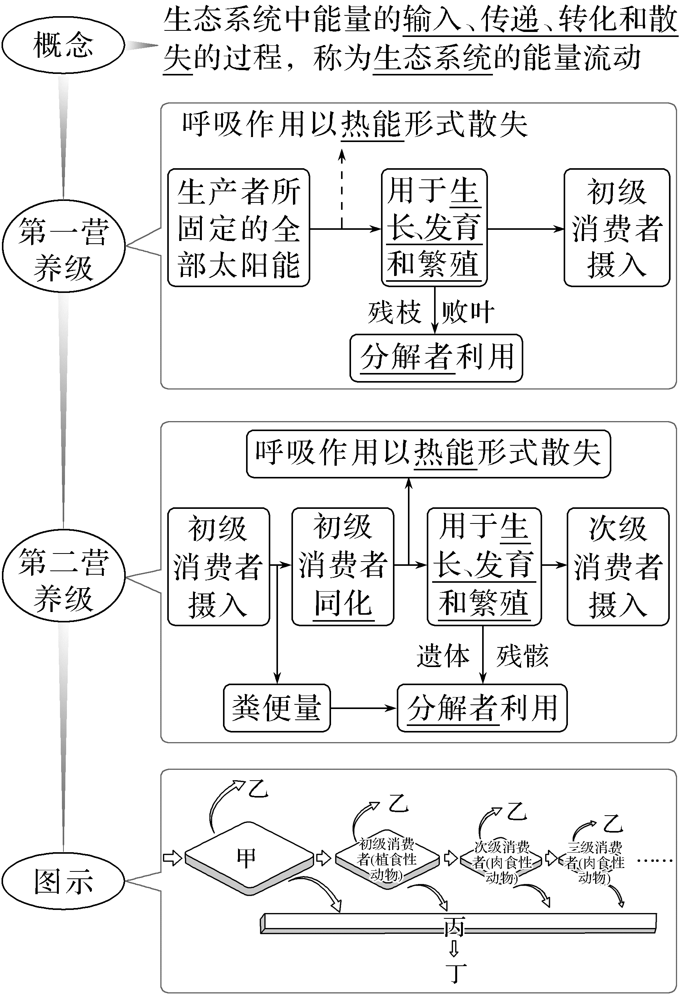 概念
生态系统中能量的输入、传递、转化和散
失的过程，称为生态系统的能量流动
第一营
养级
呼吸作用以热能形式散失
生产者所
固定的全
部太阳能
用于生
长、发育
和繁殖
初级
消费者
摄入
残枝 败叶
分解者利用
第二营
养级
呼吸作用以热能形式散失
初级
消费者
摄入
初级
消费者
同化
用于生
长、发育
和繁殖
次级
消费者
摄入
遗体 残骸
粪便量
分解者利用
图示
乙
乙
乙
乙
甲
初级消费
者(植食性
动物)
次级消费
者(肉食性
动物)
三级消费
者(肉食性
动物)
……
丙
丁